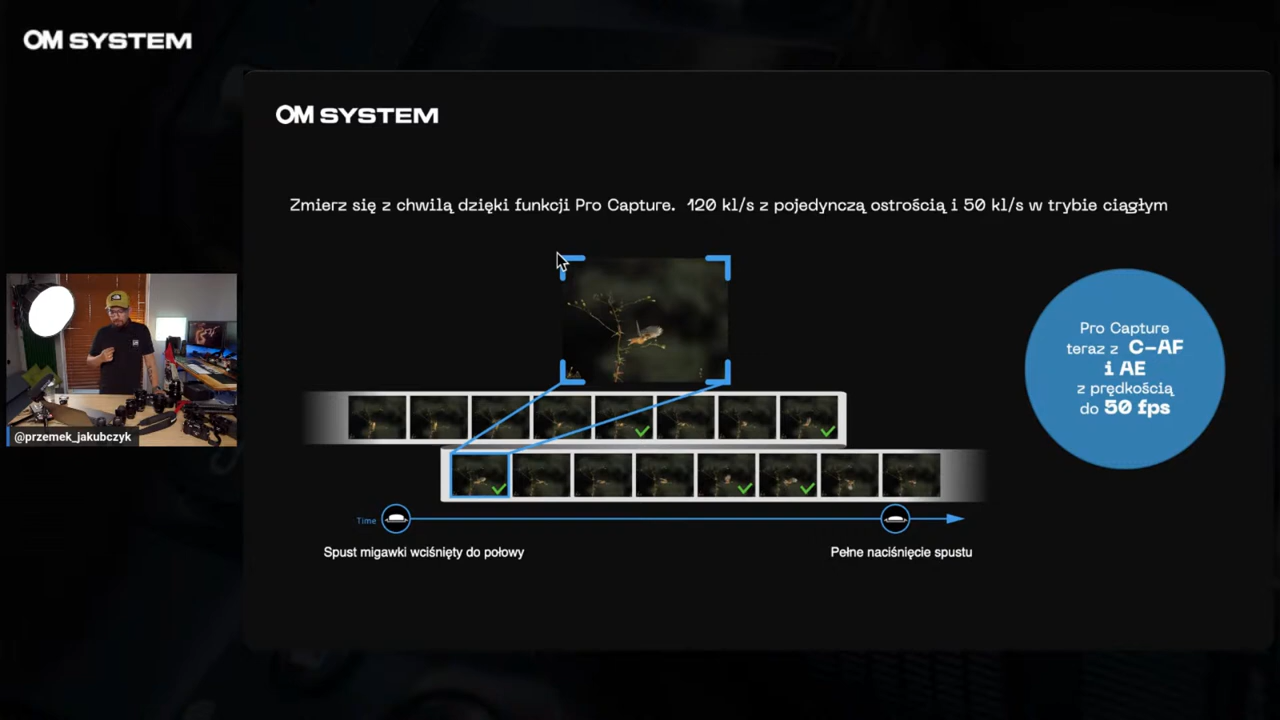 OM SYSTEM
OM SYSTEM
Zmierz się z chwilą dzięki funkcji Pro Capture. 120 kl/s z pojedynczą ostrością i 50 kl/s w trybie ciągłym
Pro Capture
teraz z C-AF
i AE
z prędkością
do 50 fps
@przemek_jakubczyk
Time
Spust migawki wciśnięty do połowy
Pełne naciśnięcie spustu